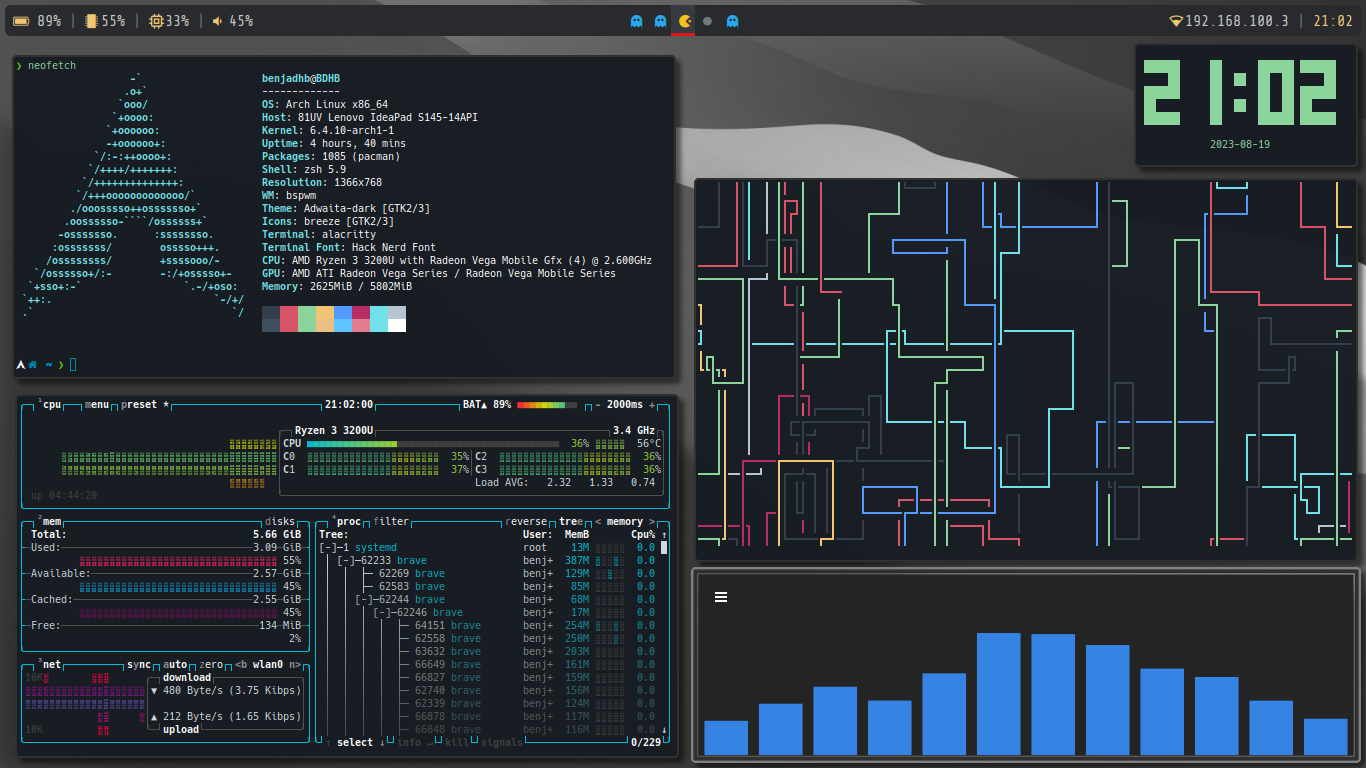 89% | 55% | 33% | 45%
192.168.100.3 | 21:02
❯ neofetch
benjadhb@BDHB
-------------
OS: Arch Linux x86_64
Host: 81UV Lenovo IdeaPad S145-14API
Kernel: 6.4.10-arch1-1
Uptime: 4 hours, 40 mins
Packages: 1085 (pacman)
Shell: zsh 5.9
Resolution: 1366x768
WM: bspwm
Theme: Adwaita-dark [GTK2/3]
Icons: breeze [GTK2/3]
Terminal: alacritty
Terminal Font: Hack Nerd Font
CPU: AMD Ryzen 3 3200U with Radeon Vega Mobile Gfx (4) @ 2.600GHz
GPU: AMD ATI Radeon Vega Series / Radeon Vega Mobile Series
Memory: 2625MiB / 5802MiB
~ ❯
21:02
2023-08-19
¹cpu menu preset * 21:02:00 BAT▲ 89% - 2000ms +
Ryzen 3 3200U 3.4 GHz
CPU 36% 56°C
C0 35% C2 36%
C1 37% C3 36%
Load AVG: 2.32 1.33 0.74
up 04:44:20
²mem disks
Total: 5.66 GiB
Used: 3.09 GiB
55%
Available: 2.57 GiB
45%
Cached: 2.55 GiB
45%
Free: 134 MiB
2%
³net sync auto zero <b wlan0 n>
10K
download
▼ 480 Byte/s (3.75 Kibps)
▲ 212 Byte/s (1.65 Kibps)
10K
upload
⁴proc filter reverse tree < memory >
Tree: User: MemB Cpu% ↑
[-]─1 systemd root 13M 0.0
[-]─62233 brave benj+ 387M 0.0
├─ 62269 brave benj+ 129M 0.0
├─ 62583 brave benj+ 85M 0.0
[-]─62244 brave benj+ 68M 0.0
[-]─62246 brave benj+ 17M 0.0
├─ 64151 brave benj+ 254M 0.0
├─ 62558 brave benj+ 250M 0.0
├─ 63632 brave benj+ 203M 0.0
├─ 66649 brave benj+ 161M 0.0
├─ 66827 brave benj+ 159M 0.0
├─ 62740 brave benj+ 156M 0.0
├─ 62339 brave benj+ 124M 0.0
├─ 66878 brave benj+ 117M 0.0
├─ 66848 brave benj+ 116M 0.0 ↓
↑ select ↓ info ↵ kill signals 0/229